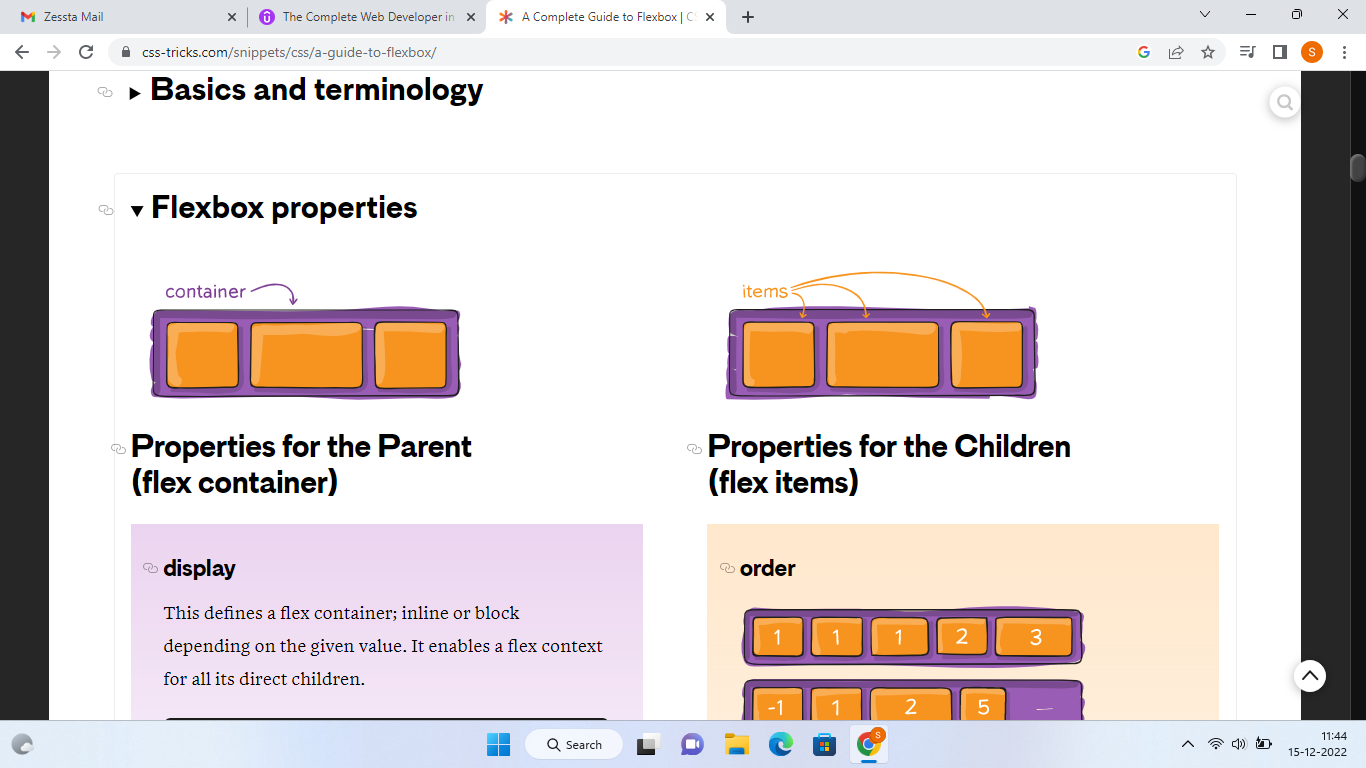 Zessta Mail
The Complete Web Developer in
A Complete Guide to Flexbox | CS
css-tricks.com/snippets/css/a-guide-to-flexbox/
S
Basics and terminology
Flexbox properties
container
items
Properties for the Parent
(flex container)
Properties for the Children
(flex items)
display
This defines a flex container; inline or block
depending on the given value. It enables a flex context
for all its direct children.
order
1 1 1 2 3
-1 1 2 5
Search
S
11:44
15-12-2022